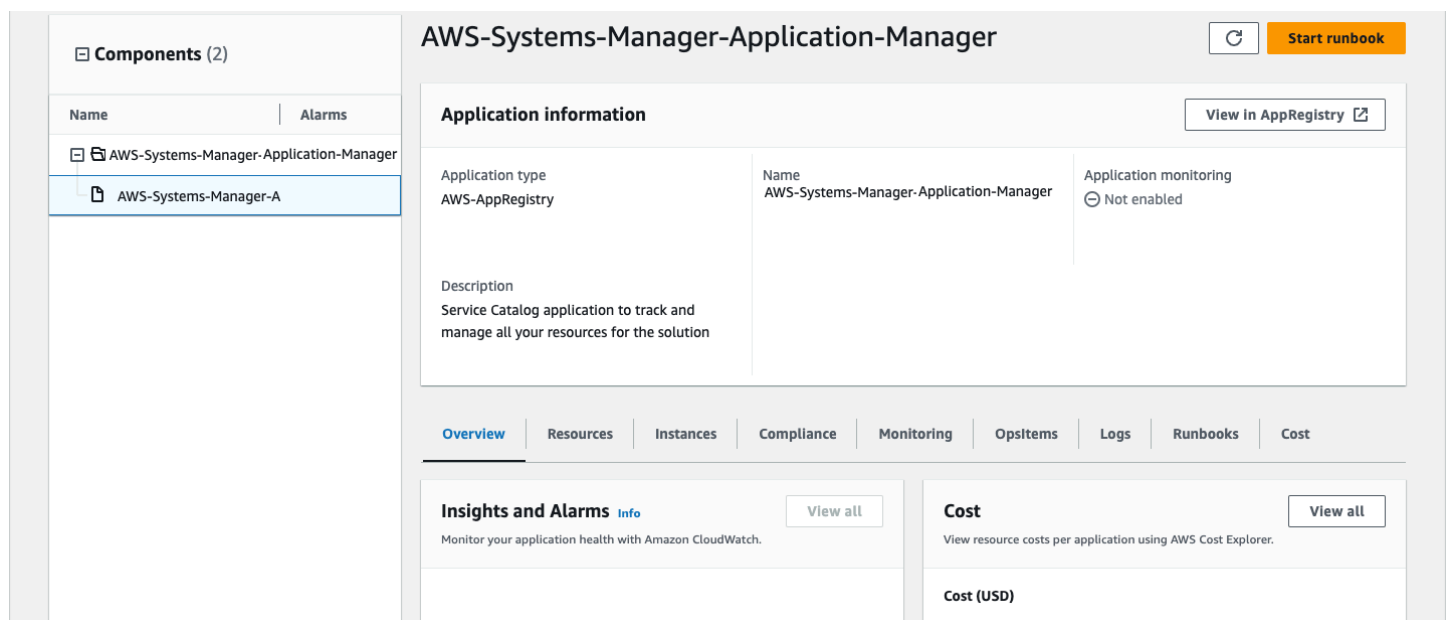 Components (2)
Name Alarms
AWS-Systems-Manager-Application-Manager
AWS-Systems-Manager-A
AWS-Systems-Manager-Application-Manager
Start runbook
Application information
View in AppRegistry
Application type
AWS-AppRegistry
Name
AWS-Systems-Manager-Application-Manager
Application monitoring
Not enabled
Description
Service Catalog application to track and
manage all your resources for the solution
Overview Resources Instances Compliance Monitoring OpsItems Logs Runbooks Cost
Insights and Alarms Info
View all
Monitor your application health with Amazon CloudWatch.
Cost
View all
View resource costs per application using AWS Cost Explorer.
Cost (USD)